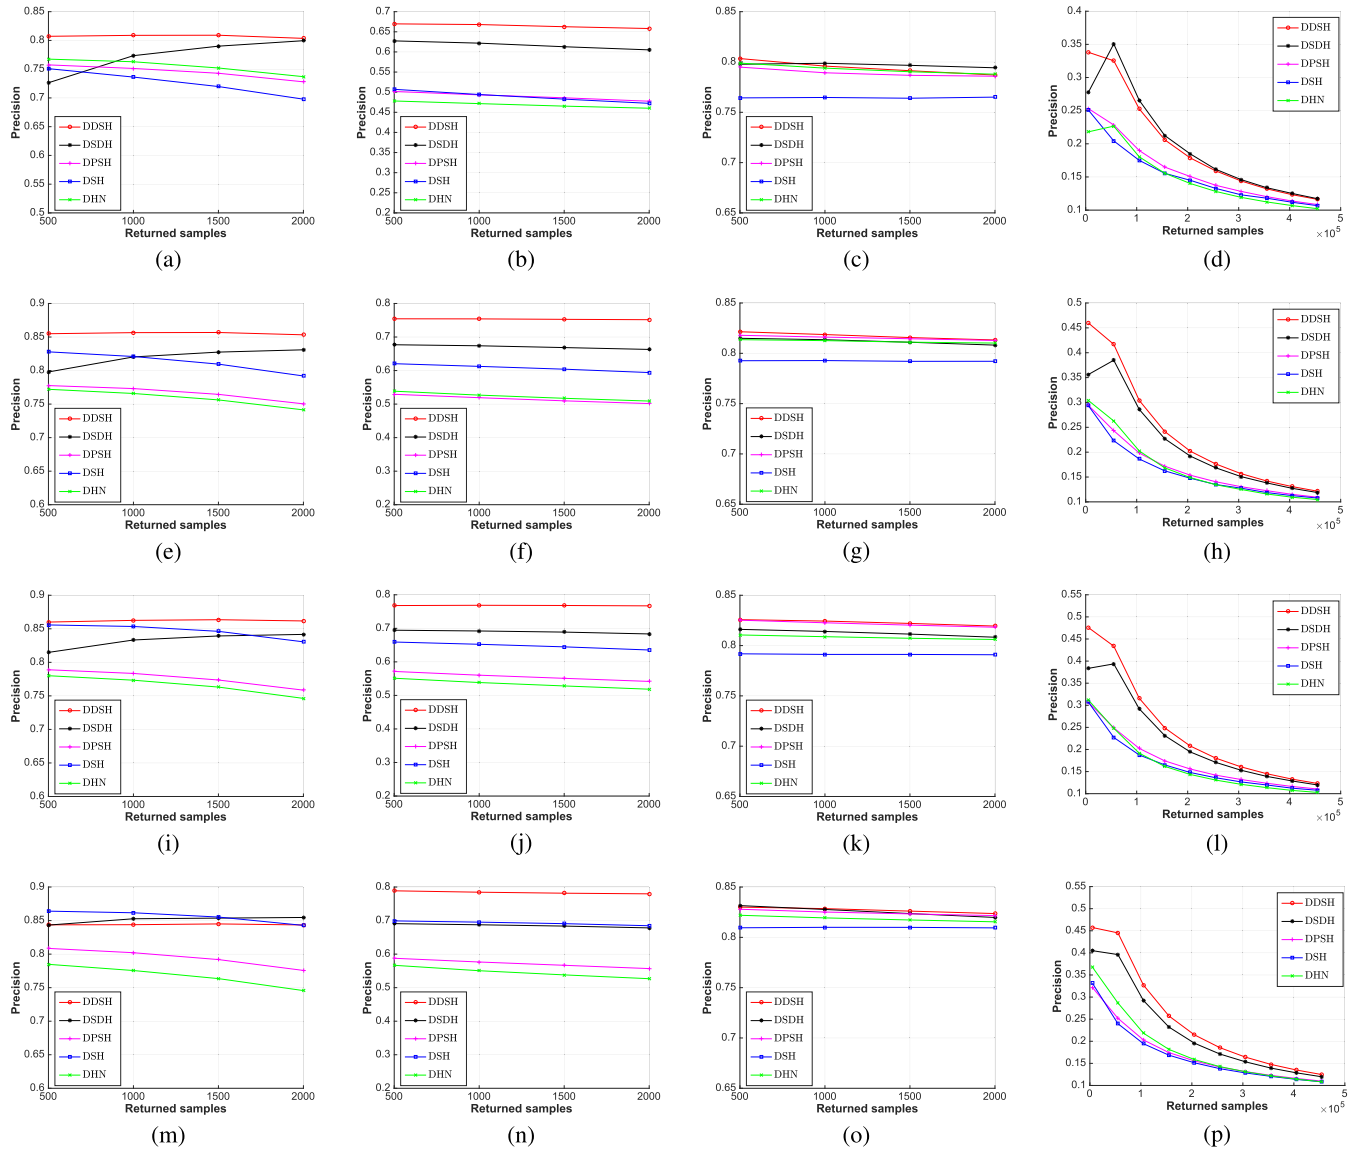 0.85
0.8
0.75
0.7
0.65
0.6
0.55
0.5
Precision
DDSH
DSDH
DPSH
DSH
DHN
500 1000 1500 2000
Returned samples
(a)
0.7
0.65
0.6
0.55
0.5
0.45
0.4
0.35
0.3
0.25
0.2
Precision
DDSH
DSDH
DPSH
DSH
DHN
500 1000 1500 2000
Returned samples
(b)
0.85
0.8
0.75
0.7
0.65
Precision
DDSH
DSDH
DPSH
DSH
DHN
500 1000 1500 2000
Returned samples
(c)
0.4
0.35
0.3
0.25
0.2
0.15
0.1
Precision
DDSH
DSDH
DPSH
DSH
DHN
0 1 2 3 4 5
Returned samples
×10⁵
(d)
0.9
0.85
0.8
0.75
0.7
0.65
0.6
Precision
DDSH
DSDH
DPSH
DSH
DHN
500 1000 1500 2000
Returned samples
(e)
0.8
0.7
0.6
0.5
0.4
0.3
0.2
Precision
DDSH
DSDH
DPSH
DSH
DHN
500 1000 1500 2000
Returned samples
(f)
0.85
0.8
0.75
0.7
0.65
Precision
DDSH
DSDH
DPSH
DSH
DHN
500 1000 1500 2000
Returned samples
(g)
0.5
0.45
0.4
0.35
0.3
0.25
0.2
0.15
0.1
Precision
DDSH
DSDH
DPSH
DSH
DHN
0 1 2 3 4 5
Returned samples
×10⁵
(h)
0.9
0.85
0.8
0.75
0.7
0.65
0.6
Precision
DDSH
DSDH
DPSH
DSH
DHN
500 1000 1500 2000
Returned samples
(i)
0.8
0.7
0.6
0.5
0.4
0.3
0.2
Precision
DDSH
DSDH
DPSH
DSH
DHN
500 1000 1500 2000
Returned samples
(j)
0.85
0.8
0.75
0.7
0.65
Precision
DDSH
DSDH
DPSH
DSH
DHN
500 1000 1500 2000
Returned samples
(k)
0.55
0.5
0.45
0.4
0.35
0.3
0.25
0.2
0.15
0.1
Precision
DDSH
DSDH
DPSH
DSH
DHN
0 1 2 3 4 5
Returned samples
×10⁵
(l)
0.9
0.85
0.8
0.75
0.7
0.65
0.6
Precision
DDSH
DSDH
DPSH
DSH
DHN
500 1000 1500 2000
Returned samples
(m)
0.8
0.7
0.6
0.5
0.4
0.3
0.2
Precision
DDSH
DSDH
DPSH
DSH
DHN
500 1000 1500 2000
Returned samples
(n)
0.85
0.8
0.75
0.7
0.65
Precision
DDSH
DSDH
DPSH
DSH
DHN
500 1000 1500 2000
Returned samples
(o)
0.55
0.5
0.45
0.4
0.35
0.3
0.25
0.2
0.15
0.1
Precision
DDSH
DSDH
DPSH
DSH
DHN
0 1 2 3 4 5
Returned samples
×10⁵
(p)